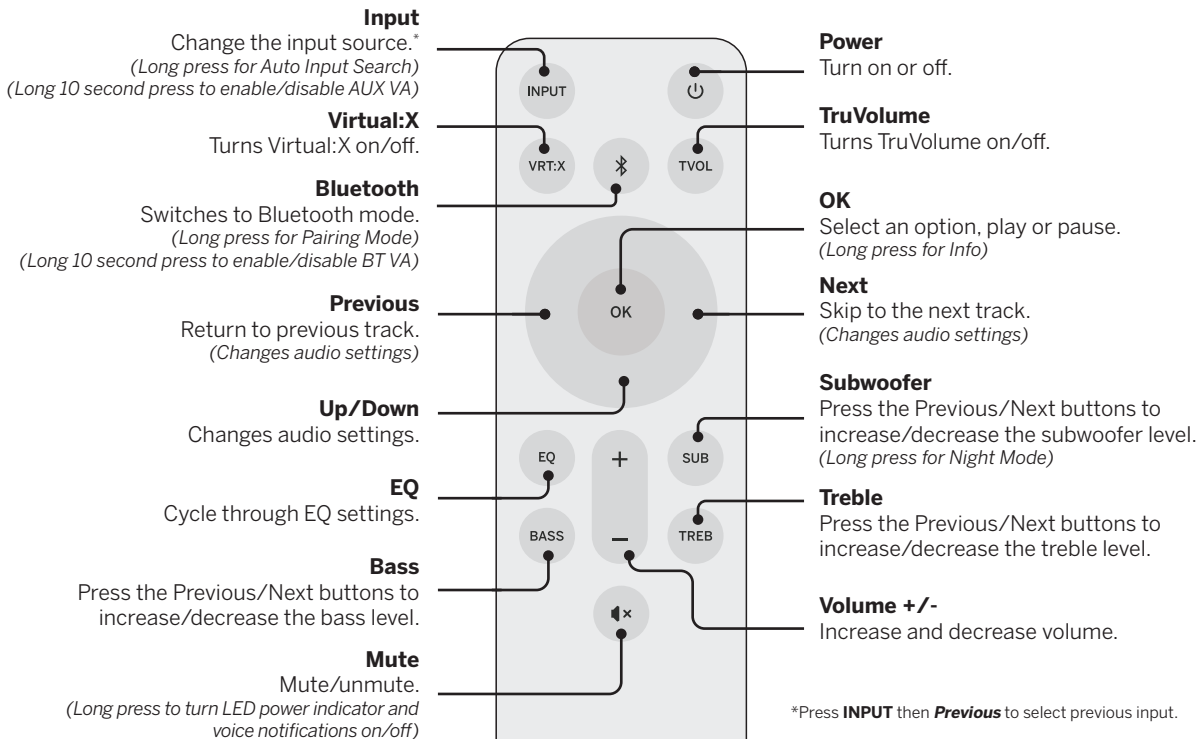 Input
Change the input source.*
(Long press for Auto Input Search)
(Long 10 second press to enable/disable AUX VA)
Virtual:X
Turns Virtual:X on/off.
Bluetooth
Switches to Bluetooth mode.
(Long press for Pairing Mode)
(Long 10 second press to enable/disable BT VA)
Previous
Return to previous track.
(Changes audio settings)
Up/Down
Changes audio settings.
EQ
Cycle through EQ settings.
Bass
Press the Previous/Next buttons to
increase/decrease the bass level.
Mute
Mute/unmute.
(Long press to turn LED power indicator and
voice notifications on/off)
INPUT
VRT:X
TVOL
OK
EQ
+
SUB
BASS
–
TREB
Power
Turn on or off.
TruVolume
Turns TruVolume on/off.
OK
Select an option, play or pause.
(Long press for Info)
Next
Skip to the next track.
(Changes audio settings)
Subwoofer
Press the Previous/Next buttons to
increase/decrease the subwoofer level.
(Long press for Night Mode)
Treble
Press the Previous/Next buttons to
increase/decrease the treble level.
Volume +/-
Increase and decrease volume.
*Press INPUT then Previous to select previous input.